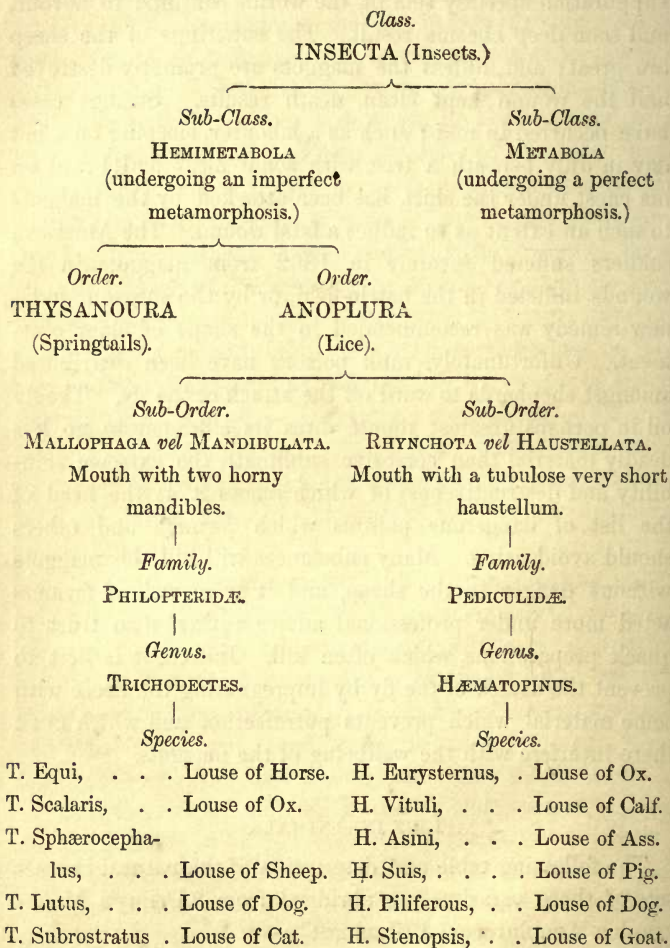 Class.
INSECTA (Insects.)
Sub-Class.
HEMIMETABOLA
(undergoing an imperfect
metamorphosis.)
Sub-Class.
METABOLA
(undergoing a perfect
metamorphosis.)
Order.
THYSANOURA
(Springtails).
Order.
ANOPLURA
(Lice).
Sub-Order.
MALLOPHAGA vel MANDIBULATA.
Mouth with two horny
mandibles.
Family.
PHILOPTERIDÆ.
Genus.
TRICHODECTES.
Species.
T. Equi, . . . Louse of Horse.
T. Scalaris, . . Louse of Ox.
T. Sphærocepha-
lus, . . . Louse of Sheep.
T. Lutus, . . . Louse of Dog.
T. Subrostratus . Louse of Cat.
Sub-Order.
RHYNCHOTA vel HAUSTELLATA.
Mouth with a tubulose very short
haustellum.
Family.
PEDICULIDÆ.
Genus.
HÆMATOPINUS.
Species.
H. Eurysternus, . Louse of Ox.
H. Vituli, . . . Louse of Calf.
H. Asini, . . . Louse of Ass.
H. Suis, . . . . Louse of Pig.
H. Piliferous, . . Louse of Dog.
H. Stenopsis, . . Louse of Goat.